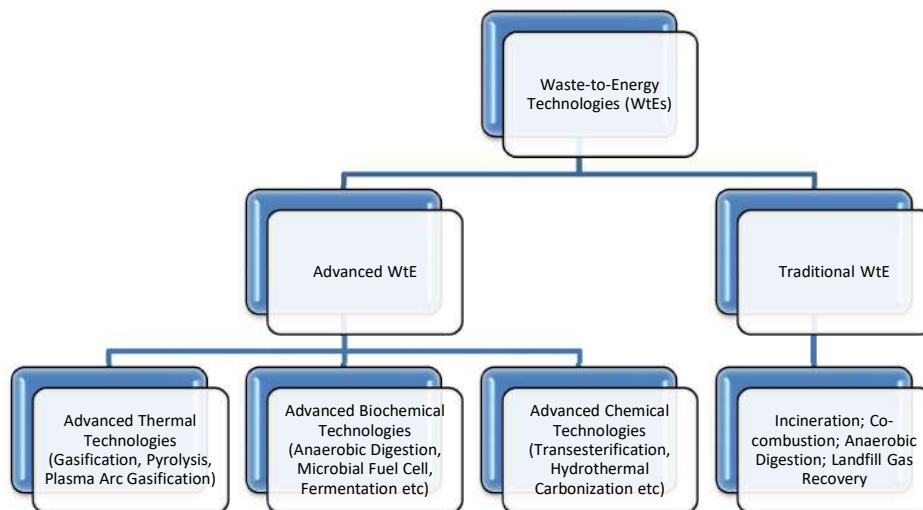 Waste-to-Energy
Technologies (WtEs)
Advanced WtE
Traditional WtE
Advanced Thermal
Technologies
(Gasification, Pyrolysis,
Plasma Arc Gasification)
Advanced Biochemical
Technologies
(Anaerobic Digestion,
Microbial Fuel Cell,
Fermentation etc)
Advanced Chemical
Technologies
(Transesterification,
Hydrothermal
Carbonization etc)
Incineration; Co-
combustion; Anaerobic
Digestion; Landfill Gas
Recovery